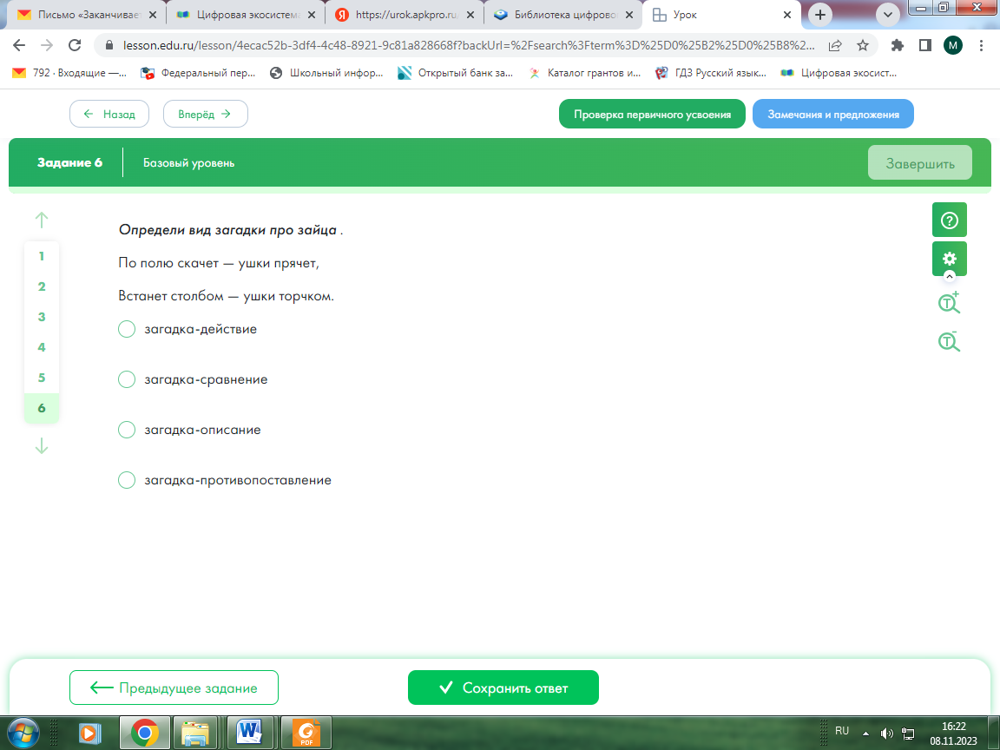 Письмо «Заканчивает
Цифровая экосистема
https://urok.apkpro.ru
Библиотека цифровог
Урок
lesson.edu.ru/lesson/4ecac52b-3df4-4c48-8921-9c81a828668f?backUrl=%2Fsearch%3Fterm%3D%25D0%25B2%25D0%25B8%2...
M
792 · Входящие —...
Федеральный пер...
Школьный инфор...
Открытый банк за...
Каталог грантов и...
ГДЗ Русский язык...
Цифровая экосист...
← Назад
Вперёд →
Проверка первичного усвоения
Замечания и предложения
Задание 6
Базовый уровень
Завершить
1
2
3
4
5
6
Определи вид загадки про зайца .
По полю скачет — ушки прячет,
Встанет столбом — ушки торчком.
загадка-действие
загадка-сравнение
загадка-описание
загадка-противопоставление
Предыдущее задание
Сохранить ответ
PDF
RU
16:22
08.11.2023